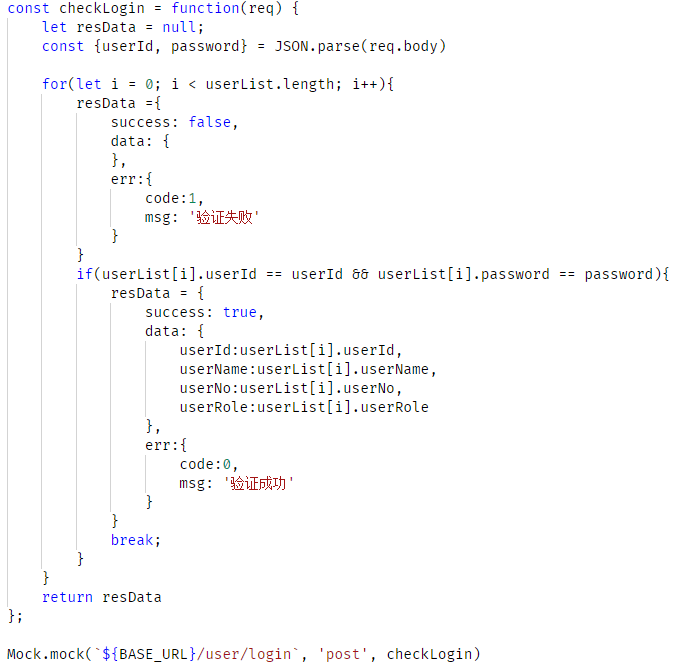 const checkLogin = function(req) {
    let resData = null;
    const {userId, password} = JSON.parse(req.body)

    for(let i = 0; i < userList.length; i++){
        resData ={
            success: false,
            data: {
            },
            err:{
                code:1,
                msg: '验证失败'
            }
        }
        if(userList[i].userId == userId && userList[i].password == password){
            resData = {
                success: true,
                data: {
                    userId:userList[i].userId,
                    userName:userList[i].userName,
                    userNo:userList[i].userNo,
                    userRole:userList[i].userRole
                },
                err:{
                    code:0,
                    msg: '验证成功'
                }
            }
            break;
        }
    }
    return resData
};

Mock.mock(`${BASE_URL}/user/login`, 'post', checkLogin)